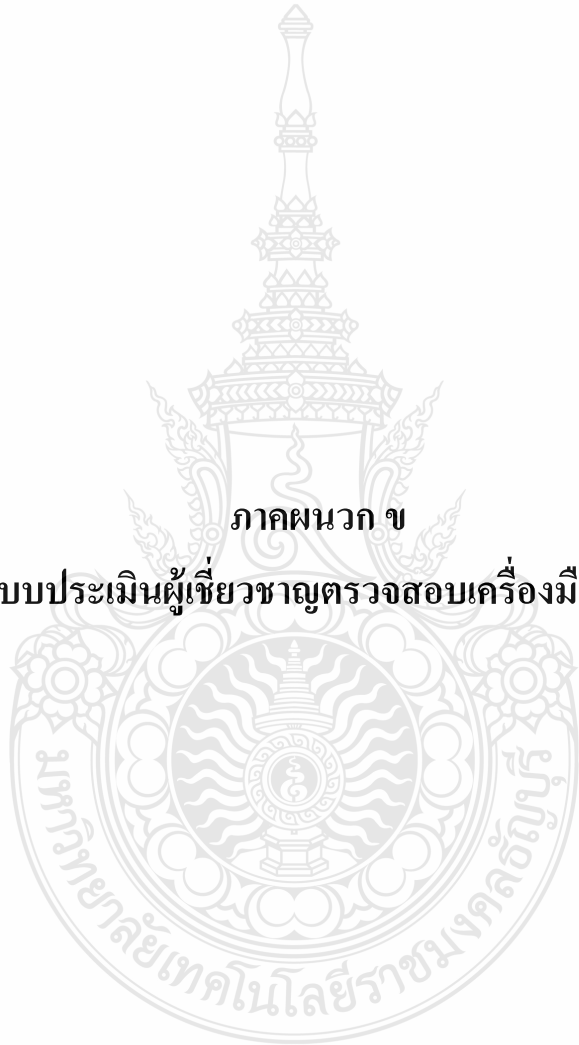 ภาคผนวก ข
บบประเมินผู้เชี่ยวชาญตรวจสอบเครื่องมื
มหาวิทยาลัยเทคโนโลยีราชมงคลธัญบุรี